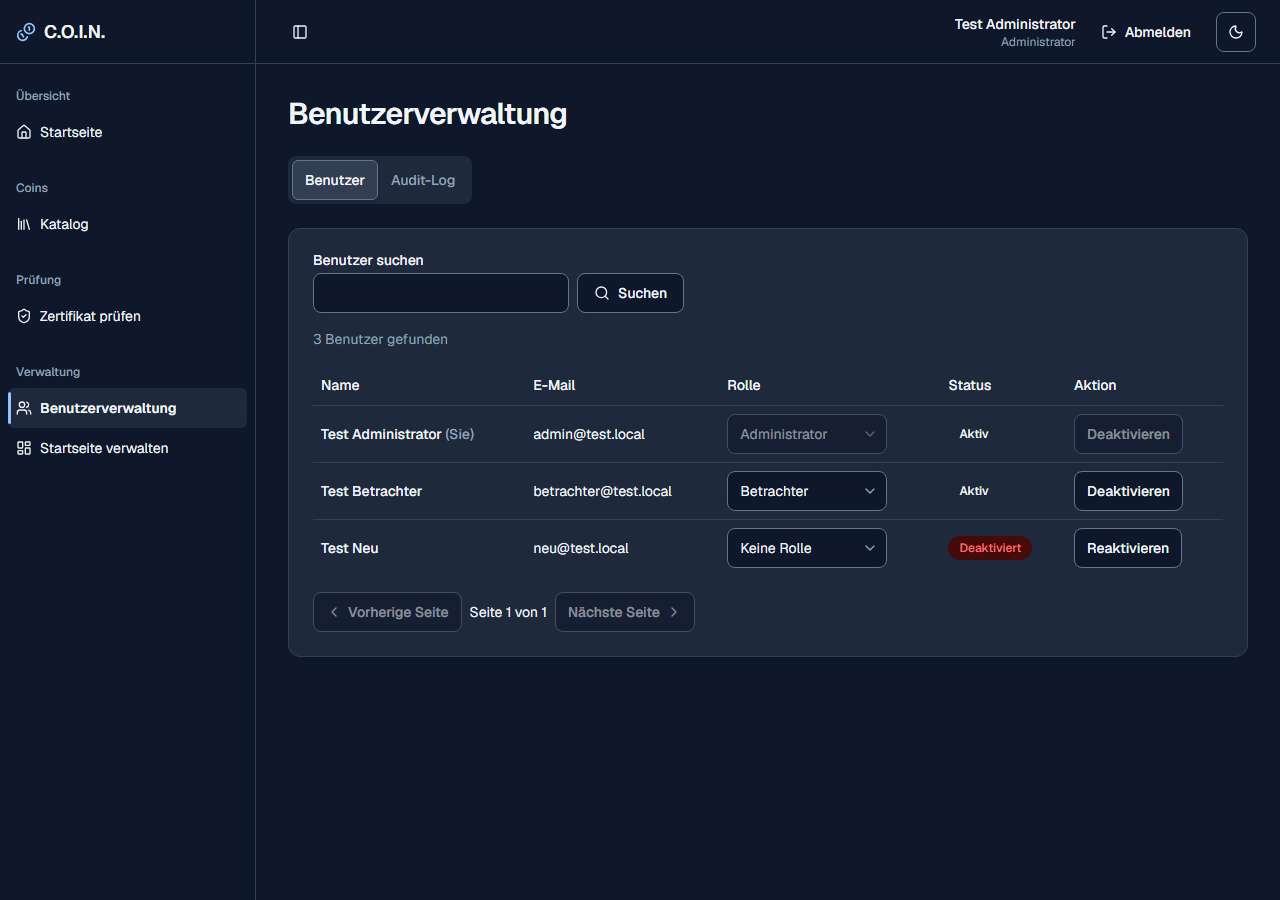 C.O.I.N.
Test Administrator
Administrator
Abmelden
Übersicht
Startseite
Coins
Katalog
Prüfung
Zertifikat prüfen
Verwaltung
Benutzerverwaltung
Startseite verwalten
Benutzerverwaltung
Benutzer Audit-Log
Benutzer suchen
Suchen
3 Benutzer gefunden
Name E-Mail Rolle Status Aktion
Test Administrator (Sie) admin@test.local Administrator Aktiv Deaktivieren
Test Betrachter betrachter@test.local Betrachter Aktiv Deaktivieren
Test Neu neu@test.local Keine Rolle Deaktiviert Reaktivieren
Vorherige Seite Seite 1 von 1 Nächste Seite